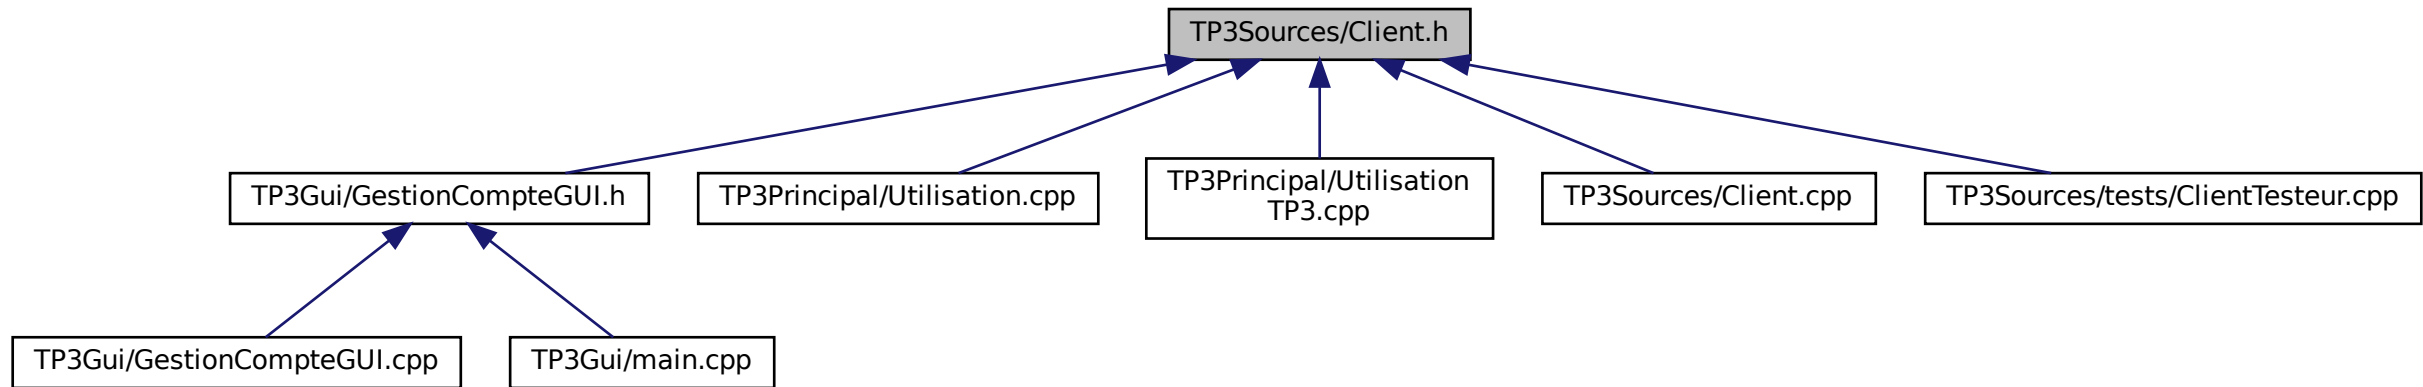 TP3Sources/Client.h
TP3Gui/GestionCompteGUI.h
TP3Principal/Utilisation.cpp
TP3Principal/Utilisation
TP3.cpp
TP3Sources/Client.cpp
TP3Sources/tests/ClientTesteur.cpp
TP3Gui/GestionCompteGUI.cpp
TP3Gui/main.cpp